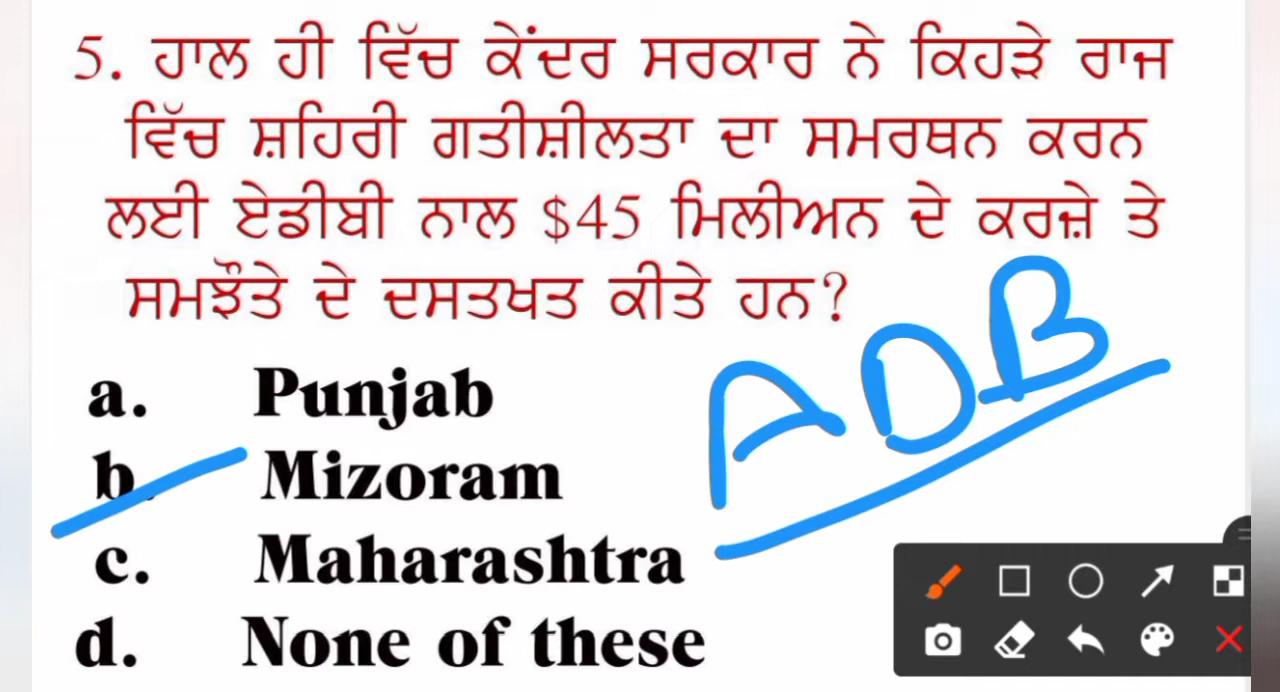 5. ਹਾਲ ਹੀ ਵਿੱਚ ਕੇਂਦਰ ਸਰਕਾਰ ਨੇ ਕਿਹੜੇ ਰਾਜ
ਵਿੱਚ ਸ਼ਹਿਰੀ ਗਤੀਸ਼ੀਲਤਾ ਦਾ ਸਮਰਥਨ ਕਰਨ
ਲਈ ਏਡੀਬੀ ਨਾਲ $45 ਮਿਲੀਅਨ ਦੇ ਕਰਜ਼ੇ ਤੇ
ਸਮਝੌਤੇ ਦੇ ਦਸਤਖਤ ਕੀਤੇ ਹਨ?
a. Punjab
b. Mizoram
c. Maharashtra
d. None of these
ADB